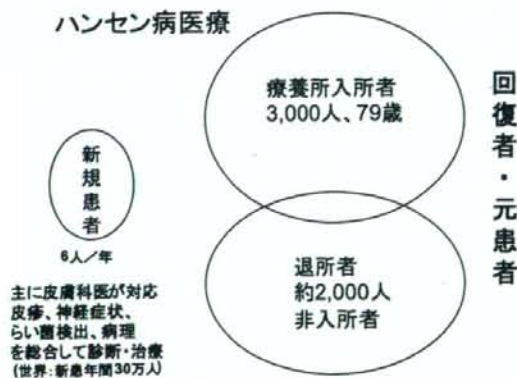 ハンセン病医療
療養所入所者
3,000人、79歳
回復者・元患者
新規患者
6人／年
主に皮膚科医が対応
皮疹、神経症状、
らい菌検出、病理
を総合して診断・治療
(世界:新患年間30万人)
退所者
約2,000人
非入所者